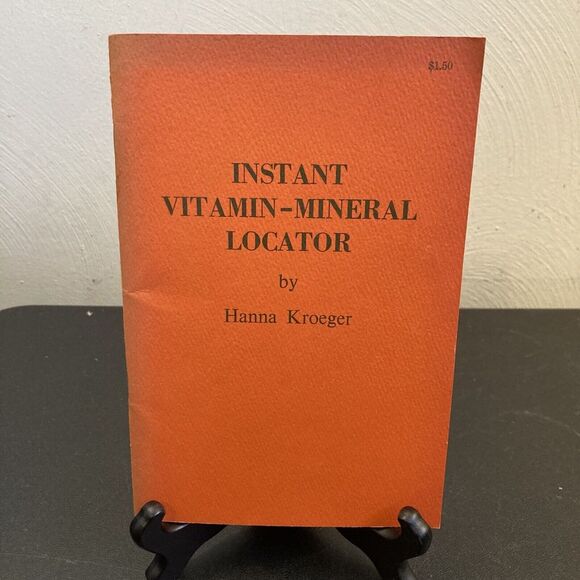 $1.50
INSTANT
VITAMIN-MINERAL
LOCATOR
by
Hanna Kroeger